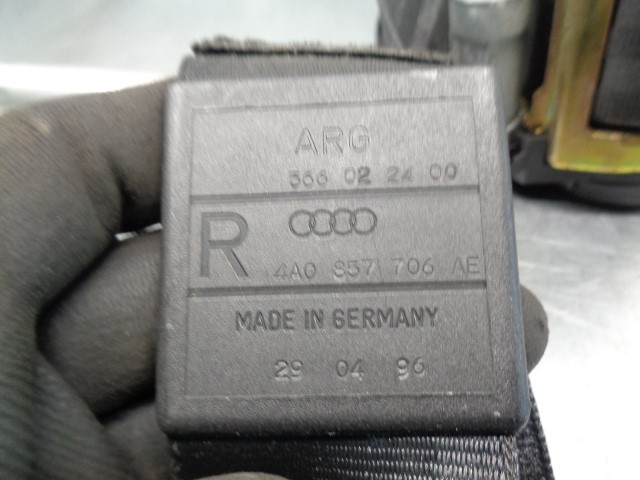 ARG
566 02 24 00
R
4A0 857 706 AE
MADE IN GERMANY
29 04 96